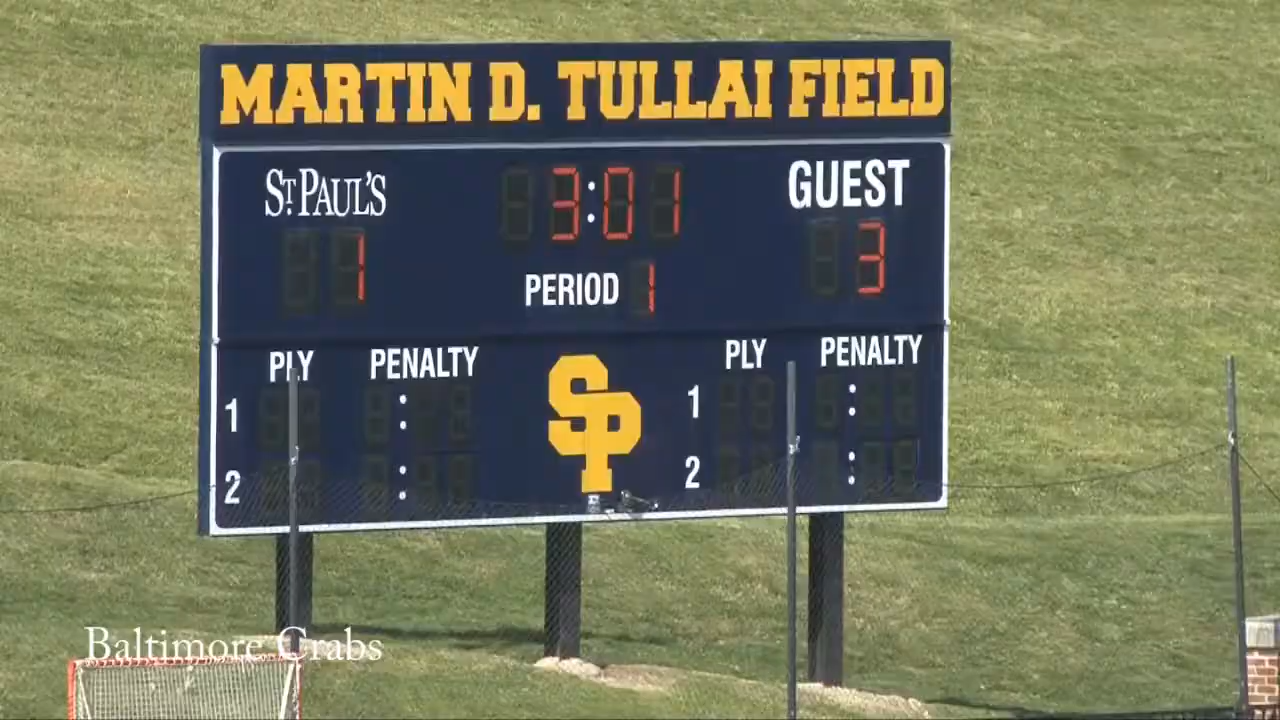 MARTIN D. TULLAI FIELD
ST. PAUL'S
3:01
GUEST
1
3
PERIOD 1
PLY PENALTY
PLY PENALTY
1
1
2
2
SP
Baltimore Crabs